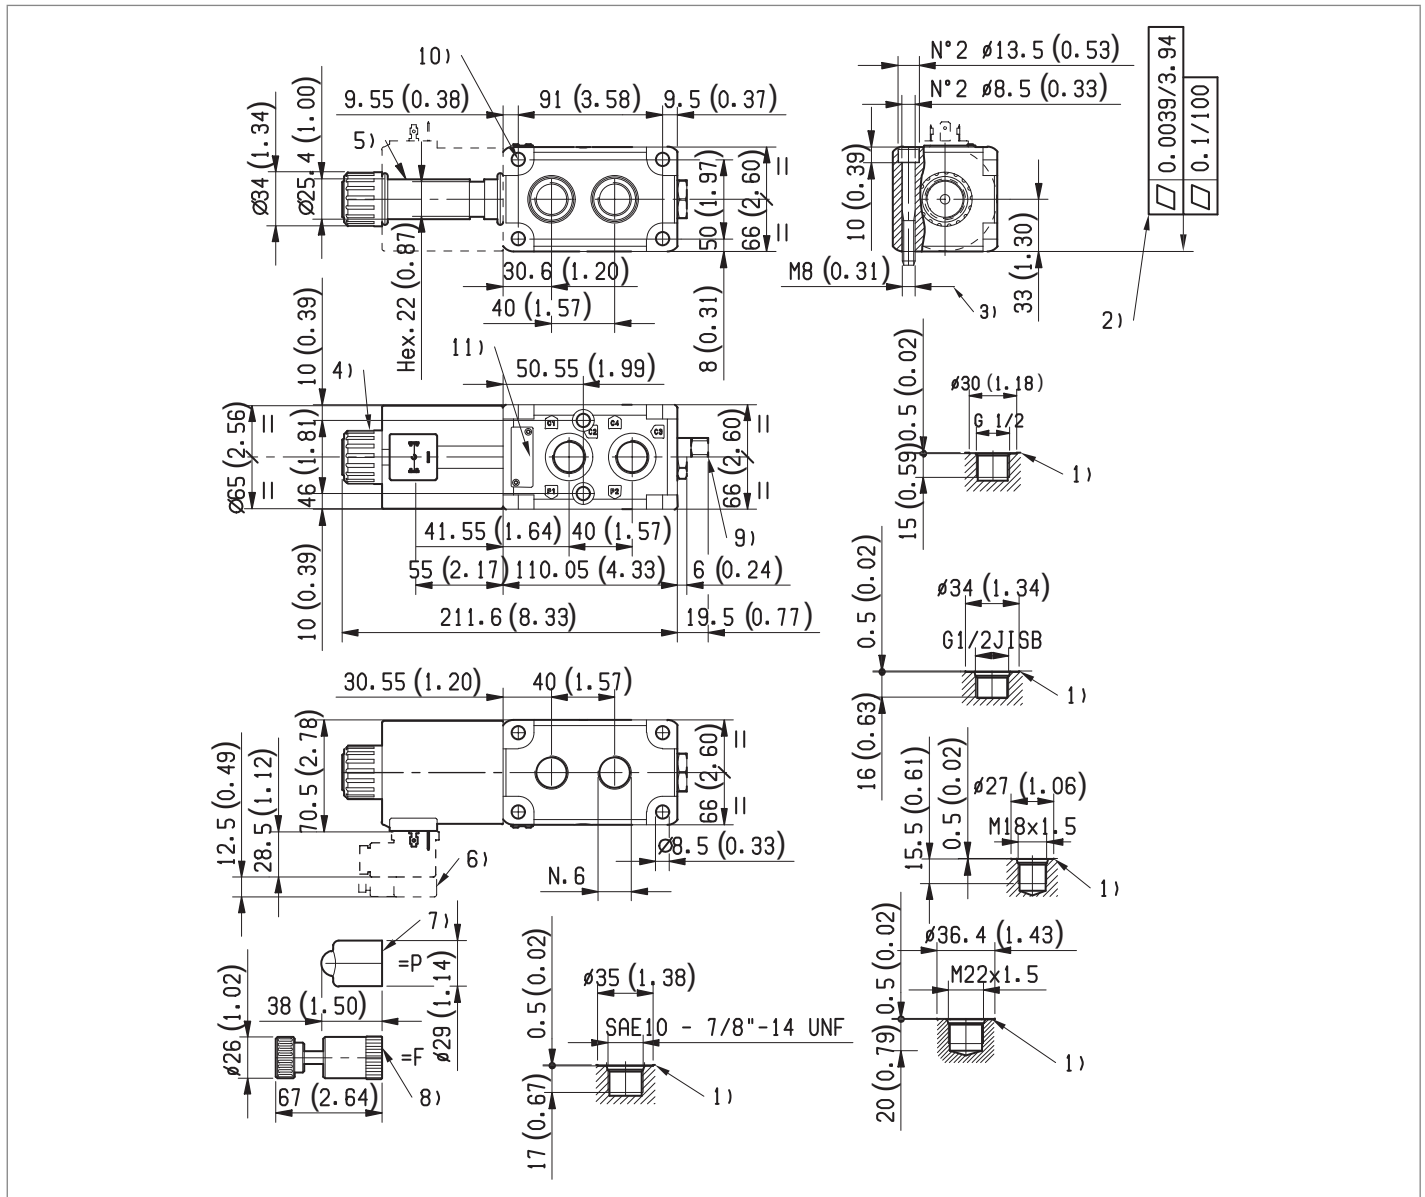 10)
N°2 ø13.5 (0.53)
N°2 ø8.5 (0.33)
9.55 (0.38)
91 (3.58)
9.5 (0.37)
Ø34 (1.34)
Ø25.4 (1.00)
5)
50 (1.97)
66 (2.60)
=
=
10 (0.39)
0.0039/3.94
0.1/100
Hex.22 (0.87)
30.6 (1.20)
40 (1.57)
8 (0.31)
M8 (0.31)
3)
33 (1.30)
2)
10 (0.39)
4)
11)
50.55 (1.99)
Ø65 (2.56)
=
=
46 (1.81)
10 (0.39)
C1
C2
C4
C3
P1
P2
66 (2.60)
=
=
41.55 (1.64)
40 (1.57)
9)
55 (2.17)
110.05 (4.33)
6 (0.24)
211.6 (8.33)
19.5 (0.77)
0.5 (0.02)
15 (0.59)
ø30 (1.18)
G 1/2
1)
0.5 (0.02)
16 (0.63)
ø34 (1.34)
G1/2JISB
1)
30.55 (1.20)
40 (1.57)
70.5 (2.78)
28.5 (1.12)
12.5 (0.49)
66 (2.60)
=
=
6)
Ø8.5 (0.33)
N.6
15.5 (0.61)
0.5 (0.02)
ø27 (1.06)
M18x1.5
1)
7)
=P
38 (1.50)
ø29 (1.14)
ø26 (1.02)
=F
67 (2.64)
8)
0.5 (0.02)
17 (0.67)
ø35 (1.38)
SAE10 - 7/8"-14 UNF
1)
0.5 (0.02)
20 (0.79)
ø36.4 (1.43)
M22x1.5
1)